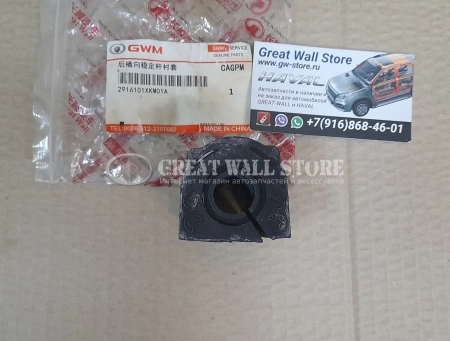 GWM
SERVICE
GENUINE PARTS
后横向稳定杆衬套
CAGPM
2916101XKM01A
1
MADE IN CHINA
Great Wall Store
www.gw-store.ru
HAVAL
Автозапчасти в наличии
и на заказ для автомобилей
GREAT WALL и HAVAL
+7(916)868-46-01
GREAT WALL STORE
Интернет магазин автозапчастей и аксессуаров